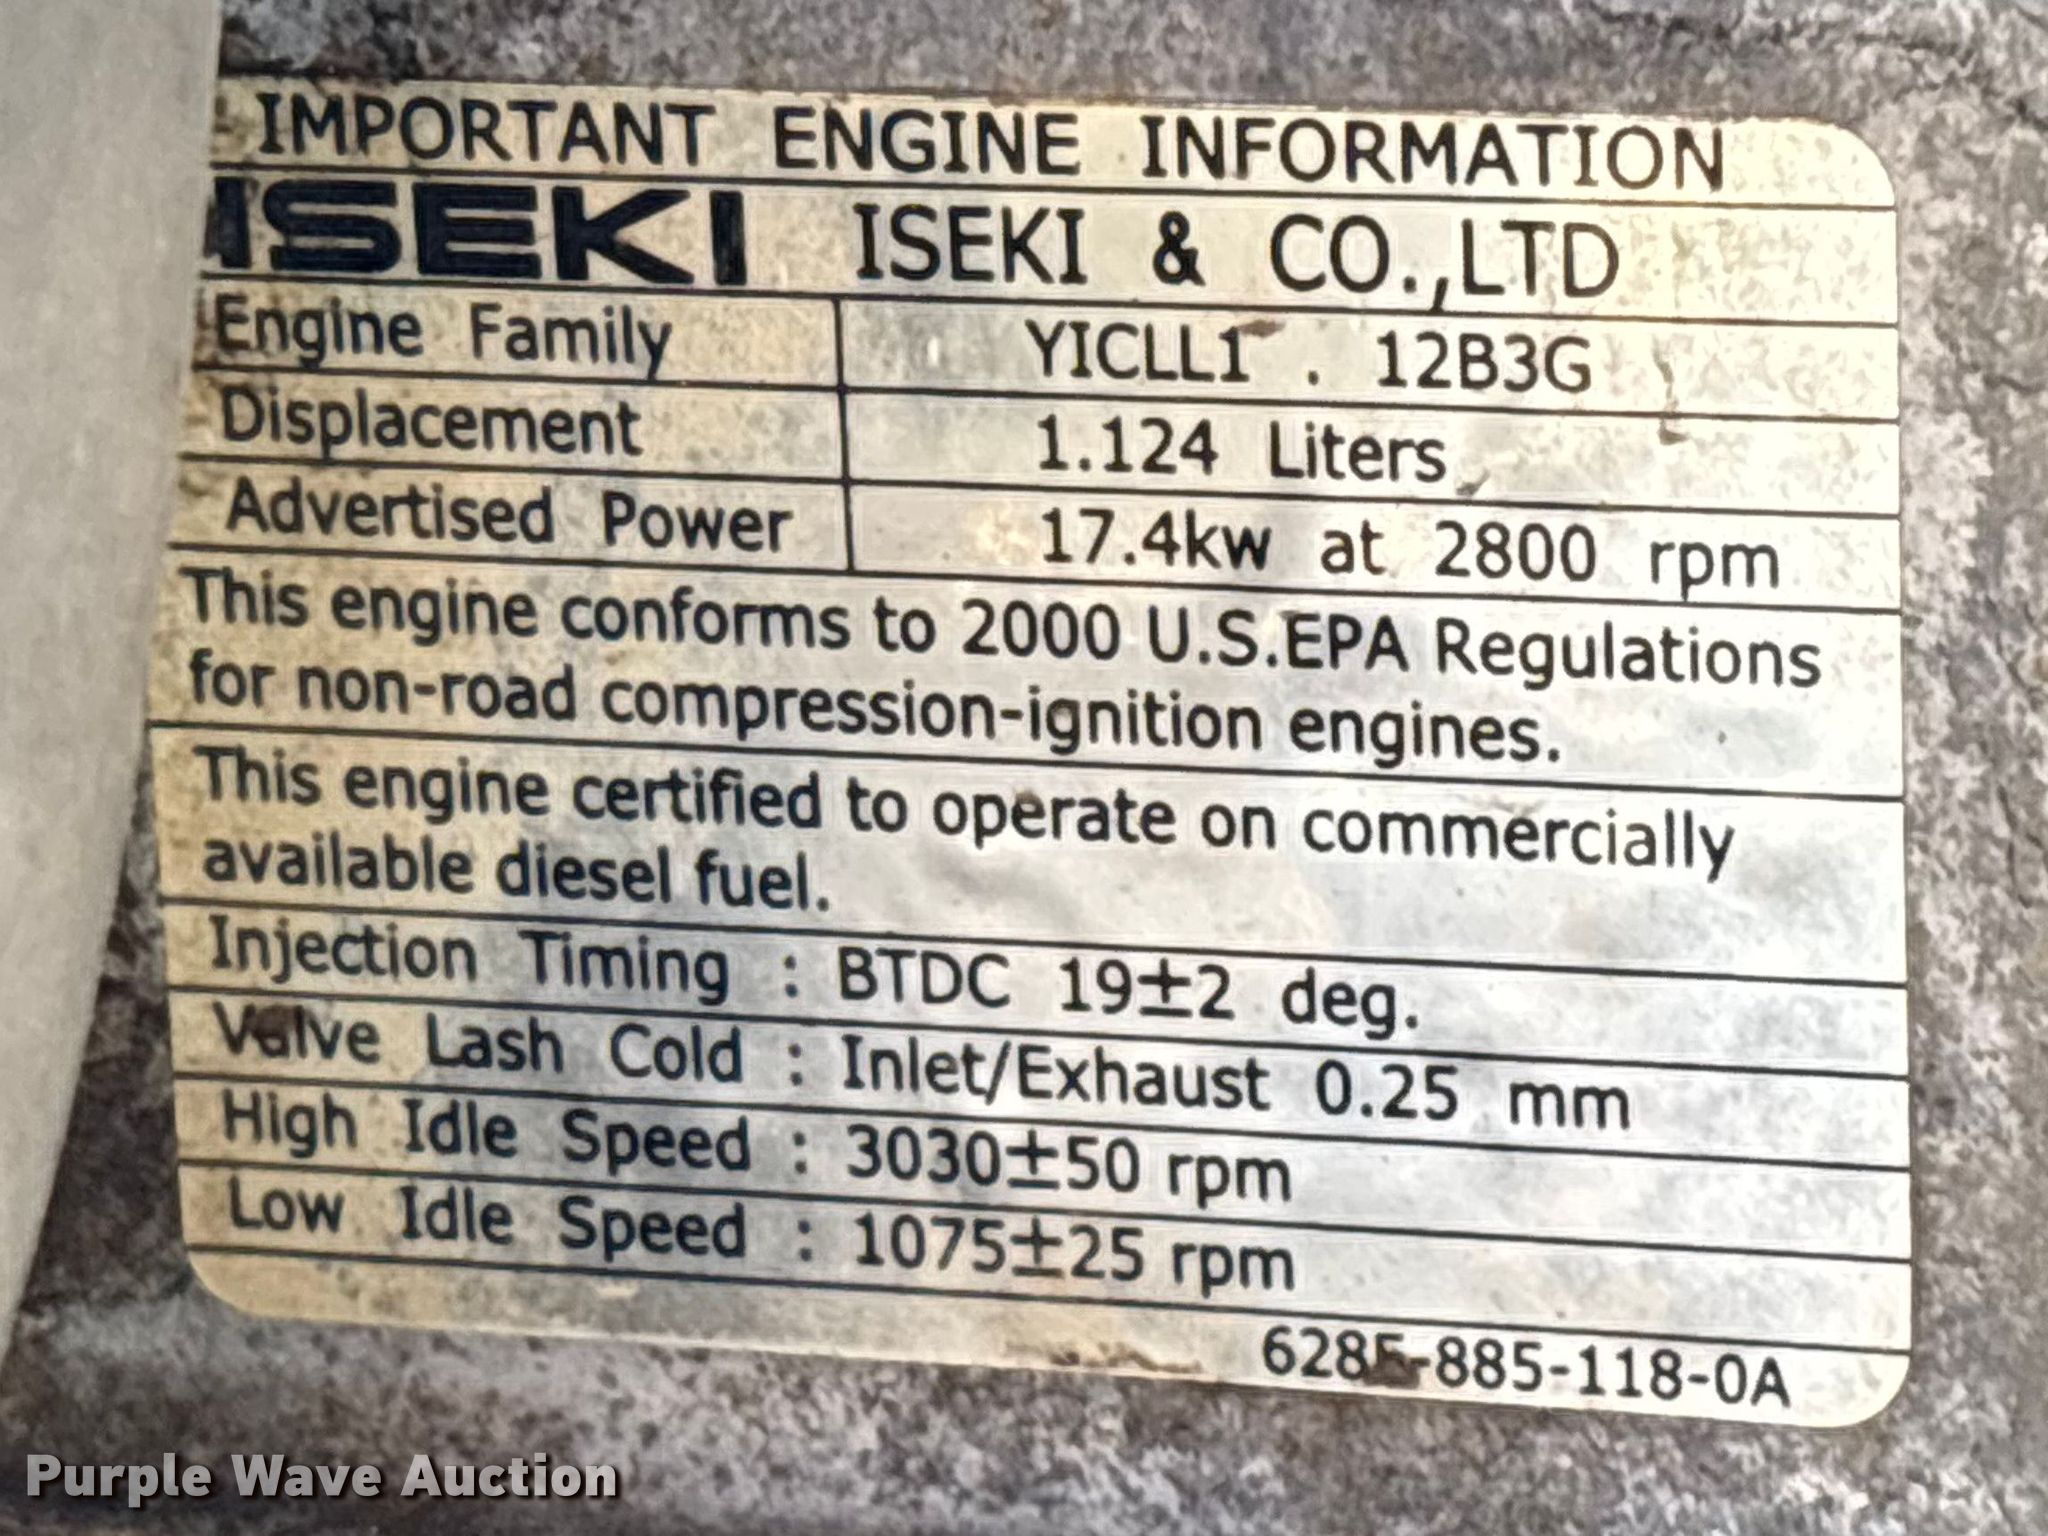 IMPORTANT ENGINE INFORMATION
ISEKI ISEKI & CO.,LTD
Engine Family YICLL1 . 12B3G
Displacement 1.124 Liters
Advertised Power 17.4kw at 2800 rpm
This engine conforms to 2000 U.S.EPA Regulations
for non-road compression-ignition engines.
This engine certified to operate on commercially
available diesel fuel.
Injection Timing : BTDC 19±2 deg.
Valve Lash Cold : Inlet/Exhaust 0.25 mm
High Idle Speed : 3030±50 rpm
Low Idle Speed : 1075±25 rpm
6285-885-118-0A
Purple Wave Auction